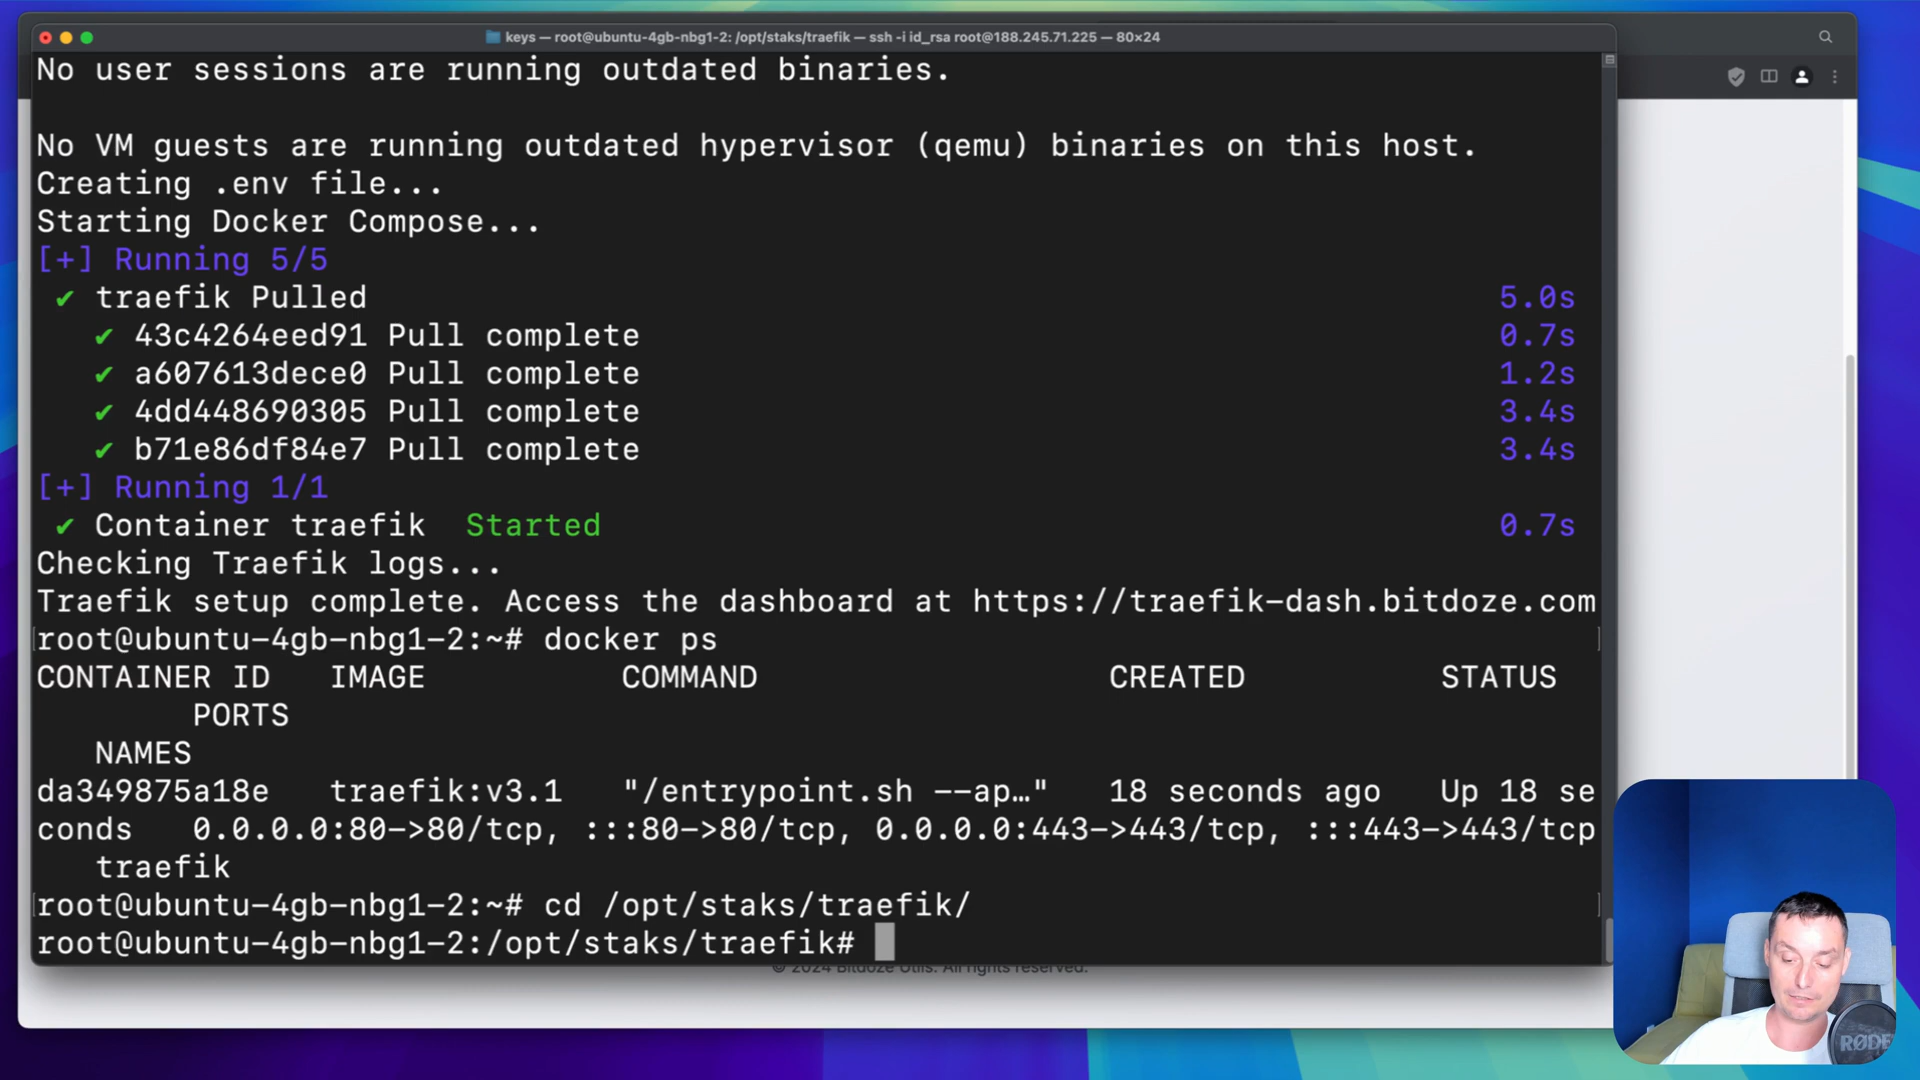 keys — root@ubuntu-4gb-nbg1-2: /opt/staks/traefik — ssh -i id_rsa root@188.245.71.225 — 80×24
No user sessions are running outdated binaries.
No VM guests are running outdated hypervisor (qemu) binaries on this host.
Creating .env file...
Starting Docker Compose...
[+] Running 5/5
✔ traefik Pulled 5.0s
✔ 43c4264eed91 Pull complete 0.7s
✔ a607613dece0 Pull complete 1.2s
✔ 4dd448690305 Pull complete 3.4s
✔ b71e86df84e7 Pull complete 3.4s
[+] Running 1/1
✔ Container traefik Started 0.7s
Checking Traefik logs...
Traefik setup complete. Access the dashboard at https://traefik-dash.bitdoze.com
root@ubuntu-4gb-nbg1-2:~# docker ps
CONTAINER ID IMAGE COMMAND CREATED STATUS
PORTS
NAMES
da349875a18e traefik:v3.1 "/entrypoint.sh --ap…" 18 seconds ago Up 18 se
conds 0.0.0.0:80->80/tcp, :::80->80/tcp, 0.0.0.0:443->443/tcp, :::443->443/tcp
traefik
root@ubuntu-4gb-nbg1-2:~# cd /opt/staks/traefik/
root@ubuntu-4gb-nbg1-2:/opt/staks/traefik#
© 2024 Bitdoze Utils. All rights reserved.
RØDE